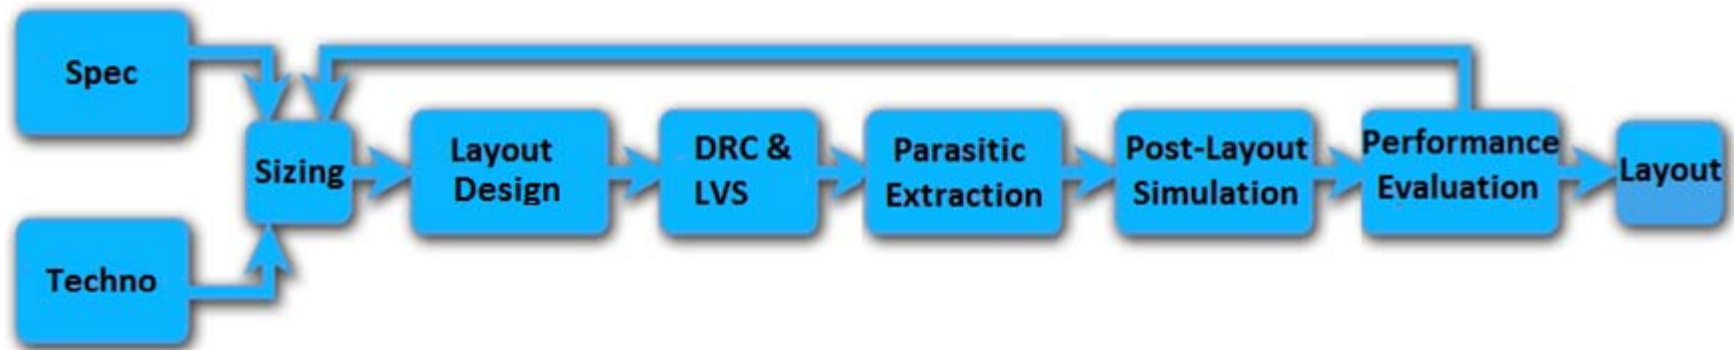 Spec
Techno
Sizing
Layout
Design
DRC &
LVS
Parasitic
Extraction
Post-Layout
Simulation
Performance
Evaluation
Layout